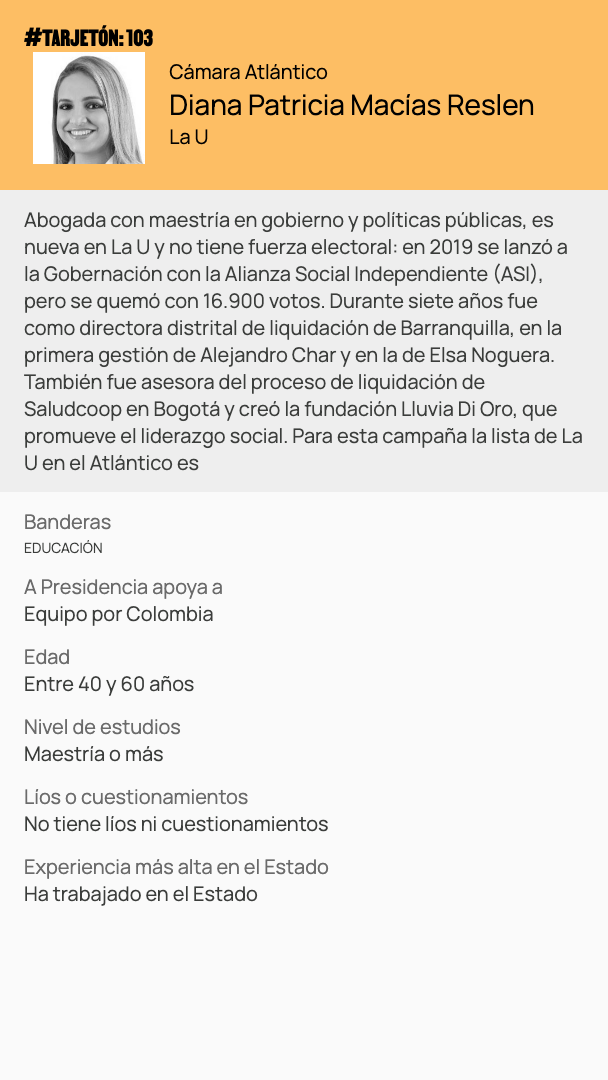 #TARJETÓN: 103
Cámara Atlántico
Diana Patricia Macías Reslen
La U
Abogada con maestría en gobierno y políticas públicas, es
nueva en La U y no tiene fuerza electoral: en 2019 se lanzó a
la Gobernación con la Alianza Social Independiente (ASI),
pero se quemó con 16.900 votos. Durante siete años fue
como directora distrital de liquidación de Barranquilla, en la
primera gestión de Alejandro Char y en la de Elsa Noguera.
También fue asesora del proceso de liquidación de
Saludcoop en Bogotá y creó la fundación Lluvia Di Oro, que
promueve el liderazgo social. Para esta campaña la lista de La
U en el Atlántico es
Banderas
EDUCACIÓN
A Presidencia apoya a
Equipo por Colombia
Edad
Entre 40 y 60 años
Nivel de estudios
Maestría o más
Líos o cuestionamientos
No tiene líos ni cuestionamientos
Experiencia más alta en el Estado
Ha trabajado en el Estado